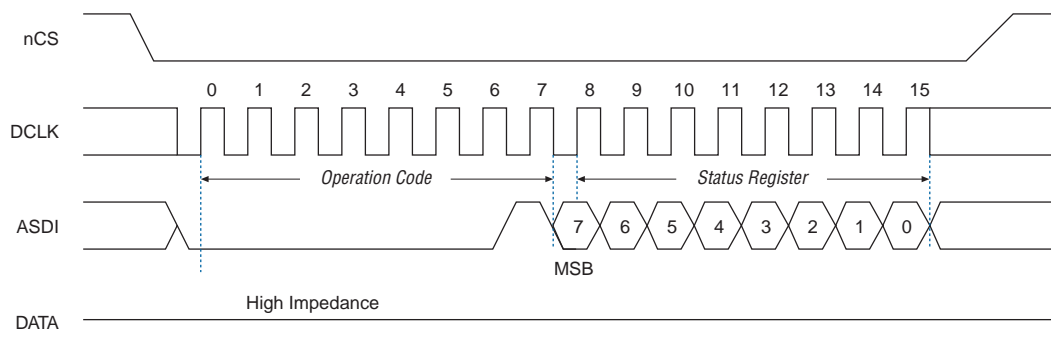 nCS
0 1 2 3 4 5 6 7 8 9 10 11 12 13 14 15
DCLK
Operation Code Status Register
ASDI
7 6 5 4 3 2 1 0
MSB
High Impedance
DATA